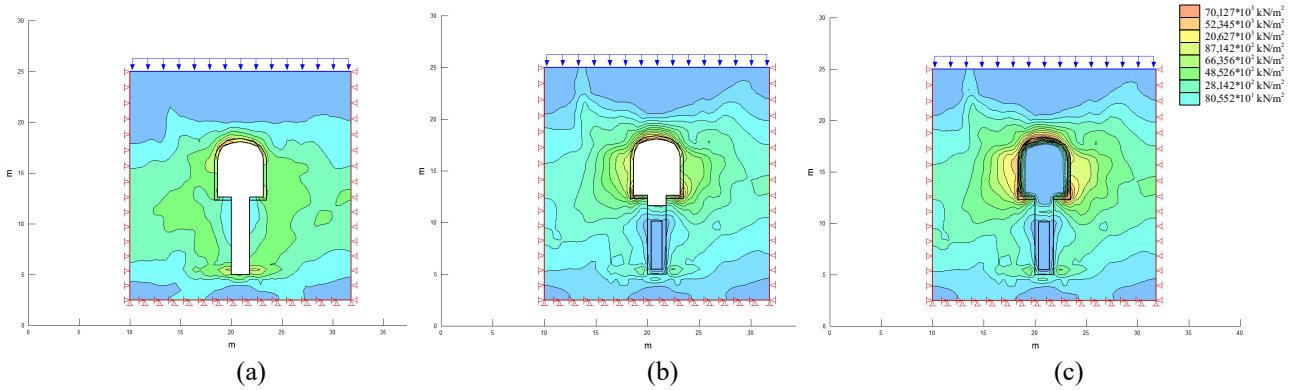 70,127*10³ kN/m²
52,345*10³ kN/m²
20,627*10³ kN/m²
87,142*10² kN/m²
66,356*10² kN/m²
48,526*10² kN/m²
28,142*10² kN/m²
80,552*10¹ kN/m²
30
25
20
15
10
5
0
m
0 5 10 15 20 25 30 35
m
(a)
30
25
20
15
10
5
0
m
0 5 10 15 20 25 30
m
(b)
30
25
20
15
10
5
0
m
0 5 10 15 20 25 30 35 40
m
(c)